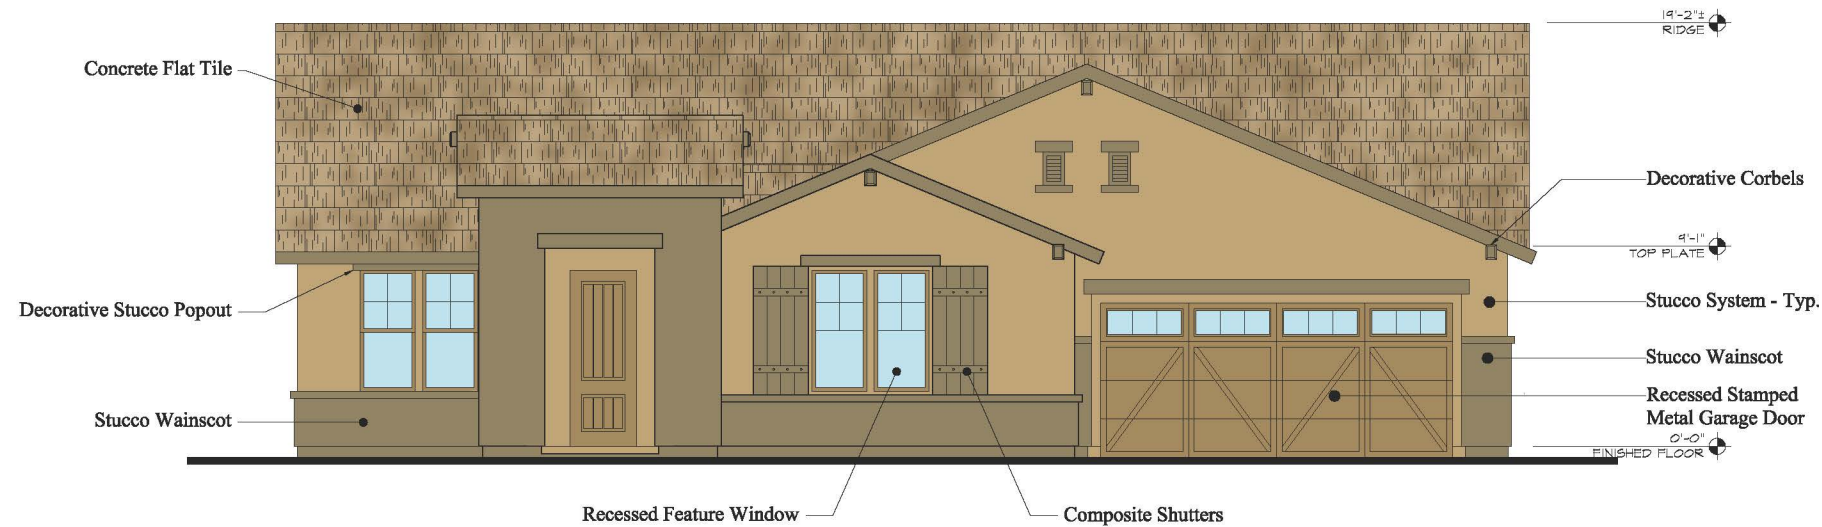 19'-2"±
RIDGE
Concrete Flat Tile
Decorative Corbels
9'-1"
TOP PLATE
Decorative Stucco Popout
Stucco System - Typ.
Stucco Wainscot
Recessed Stamped
Metal Garage Door
Stucco Wainscot
0'-0"
FINISHED FLOOR
Recessed Feature Window
Composite Shutters